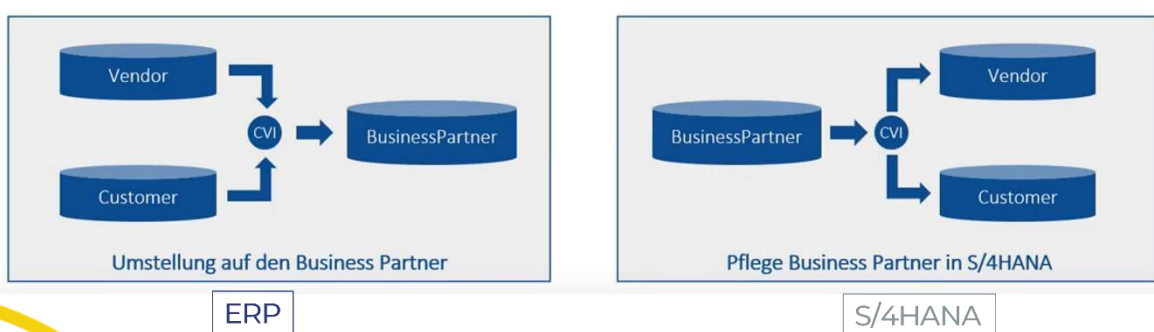 Vendor
CVI
BusinessPartner
Customer
Umstellung auf den Business Partner
ERP
Vendor
BusinessPartner
CVI
Customer
Pflege Business Partner in S/4HANA
S/4HANA